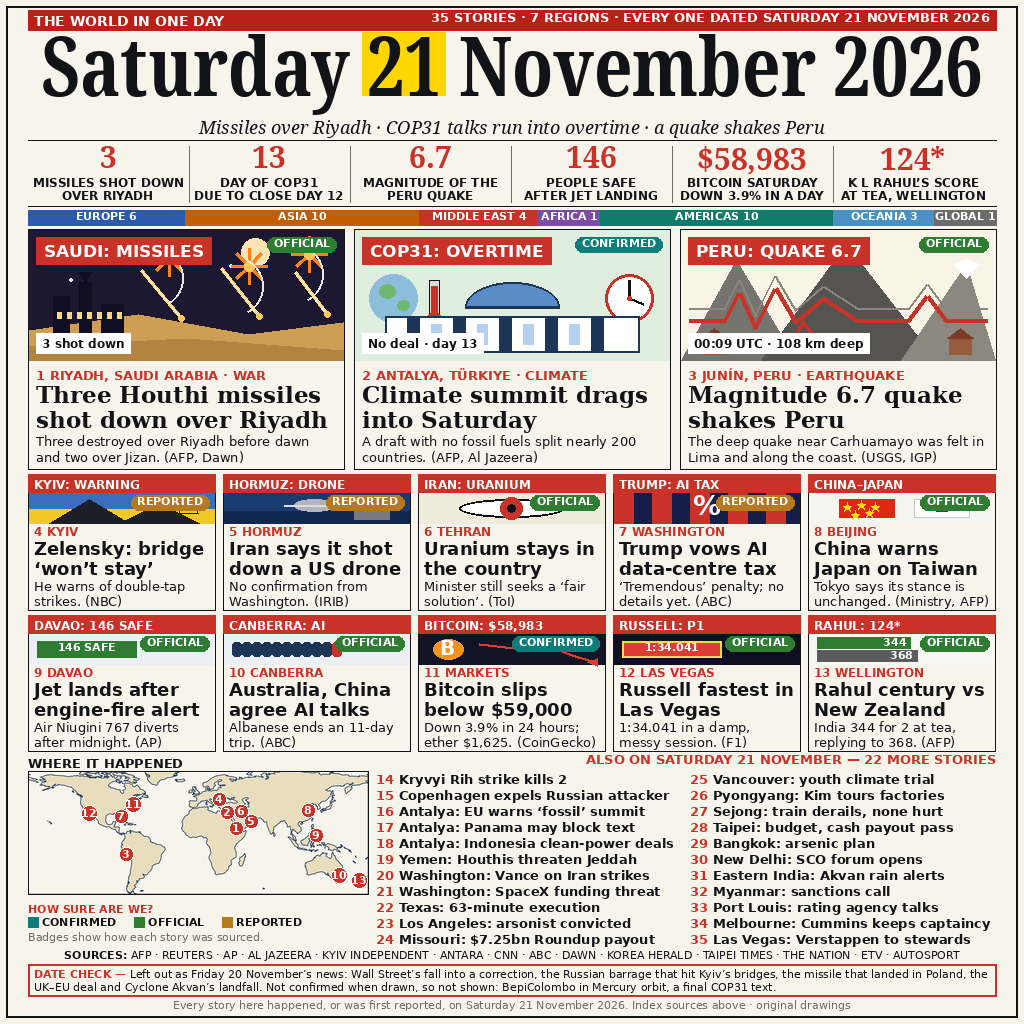 THE WORLD IN ONE DAY
35 STORIES · 7 REGIONS · EVERY ONE DATED SATURDAY 21 NOVEMBER 2026
Saturday 21 November 2026
Missiles over Riyadh · COP31 talks run into overtime · a quake shakes Peru
3
MISSILES SHOT DOWN
OVER RIYADH
13
DAY OF COP31
DUE TO CLOSE DAY 12
6.7
MAGNITUDE OF THE
PERU QUAKE
146
PEOPLE SAFE
AFTER JET LANDING
$58,983
BITCOIN SATURDAY
DOWN 3.9% IN A DAY
124*
K L RAHUL'S SCORE
AT TEA, WELLINGTON
EUROPE 6
ASIA 10
MIDDLE EAST 4
AFRICA 1
AMERICAS 10
OCEANIA 3
GLOBAL 1
SAUDI: MISSILES
OFFICIAL
3 shot down
1 RIYADH, SAUDI ARABIA · WAR
Three Houthi missiles
shot down over Riyadh
Three destroyed over Riyadh before dawn
and two over Jizan. (AFP, Dawn)
COP31: OVERTIME
CONFIRMED
No deal · day 13
2 ANTALYA, TÜRKIYE · CLIMATE
Climate summit drags
into Saturday
A draft with no fossil fuels split nearly 200
countries. (AFP, Al Jazeera)
PERU: QUAKE 6.7
OFFICIAL
00:09 UTC · 108 km deep
3 JUNÍN, PERU · EARTHQUAKE
Magnitude 6.7 quake
shakes Peru
The deep quake near Carhuamayo was felt in
Lima and along the coast. (USGS, IGP)
KYIV: WARNING
REPORTED
4 KYIV
Zelensky: bridge
‘won’t stay’
He warns of double-tap
strikes. (NBC)
HORMUZ: DRONE
REPORTED
5 HORMUZ
Iran says it shot
down a US drone
No confirmation from
Washington. (IRIB)
IRAN: URANIUM
OFFICIAL
6 TEHRAN
Uranium stays in
the country
Minister still seeks a ‘fair
solution’. (ToI)
TRUMP: AI TAX
%
REPORTED
7 WASHINGTON
Trump vows AI
data-centre tax
‘Tremendous’ penalty; no
details yet. (ABC)
CHINA–JAPAN
OFFICIAL
8 BEIJING
China warns
Japan on Taiwan
Tokyo says its stance is
unchanged. (Ministry, AFP)
DAVAO: 146 SAFE
146 SAFE
OFFICIAL
9 DAVAO
Jet lands after
engine-fire alert
Air Niugini 767 diverts
after midnight. (AP)
CANBERRA: AI
OFFICIAL
10 CANBERRA
Australia, China
agree AI talks
Albanese ends an 11-day
trip. (ABC)
BITCOIN: $58,983
B
CONFIRMED
11 MARKETS
Bitcoin slips
below $59,000
Down 3.9% in 24 hours;
ether $1,625. (CoinGecko)
RUSSELL: P1
1:34.041
OFFICIAL
12 LAS VEGAS
Russell fastest in
Las Vegas
1:34.041 in a damp,
messy session. (F1)
RAHUL: 124*
344
368
OFFICIAL
13 WELLINGTON
Rahul century vs
New Zealand
India 344 for 2 at tea,
replying to 368. (AFP)
WHERE IT HAPPENED
12
11
7
3
4
2
6
5
1
8
9
10
13
HOW SURE ARE WE?
CONFIRMED
OFFICIAL
REPORTED
Badges show how each story was sourced.
ALSO ON SATURDAY 21 NOVEMBER — 22 MORE STORIES
14 Kryvyi Rih strike kills 2
15 Copenhagen expels Russian attacker
16 Antalya: EU warns ‘fossil’ summit
17 Antalya: Panama may block text
18 Antalya: Indonesia clean-power deals
19 Yemen: Houthis threaten Jeddah
20 Washington: Vance on Iran strikes
21 Washington: SpaceX funding threat
22 Texas: 63-minute execution
23 Los Angeles: arsonist convicted
24 Missouri: $7.25bn Roundup payout
25 Vancouver: youth climate trial
26 Pyongyang: Kim tours factories
27 Sejong: train derails, none hurt
28 Taipei: budget, cash payout pass
29 Bangkok: arsenic plan
30 New Delhi: SCO forum opens
31 Eastern India: Akvan rain alerts
32 Myanmar: sanctions call
33 Port Louis: rating agency talks
34 Melbourne: Cummins keeps captaincy
35 Las Vegas: Verstappen to stewards
SOURCES: AFP · REUTERS · AP · AL JAZEERA · KYIV INDEPENDENT · ANTARA · CNN · ABC · DAWN · KOREA HERALD · TAIPEI TIMES · THE NATION · ETV · AUTOSPORT
DATE CHECK — Left out as Friday 20 November’s news: Wall Street’s fall into a correction, the Russian barrage that hit Kyiv’s bridges, the missile that landed in Poland, the
UK–EU deal and Cyclone Akvan’s landfall. Not confirmed when drawn, so not shown: BepiColombo in Mercury orbit, a final COP31 text.
Every story here happened, or was first reported, on Saturday 21 November 2026. Index sources above · original drawings